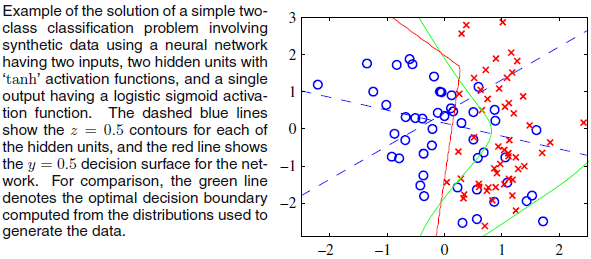 Example of the solution of a simple two-
class classification problem involving
synthetic data using a neural network
having two inputs, two hidden units with
‘tanh’ activation functions, and a single
output having a logistic sigmoid activa-
tion function. The dashed blue lines
show the z = 0.5 contours for each of
the hidden units, and the red line shows
the y = 0.5 decision surface for the net-
work. For comparison, the green line
denotes the optimal decision boundary
computed from the distributions used to
generate the data.
3
2
1
0
−1
−2
−2 −1 0 1 2